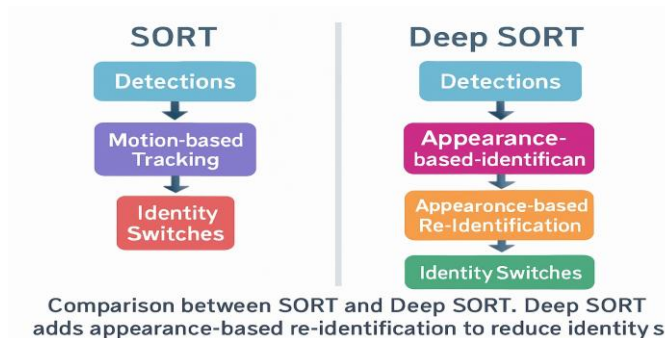 SORT
Detections
Motion-based
Tracking
Identity
Switches
Deep SORT
Detections
Appearance-
based-identifican
Appearonce-based
Re-Identification
Identity Switches
Comparison between SORT and Deep SORT. Deep SORT
adds appearance-based re-identification to reduce identity s